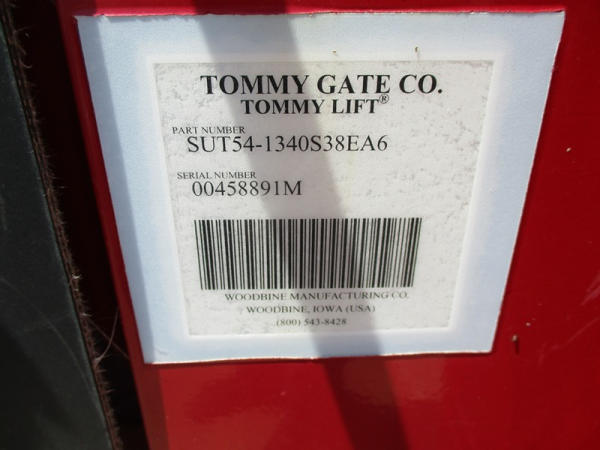 TOMMY GATE CO.
TOMMY LIFT®
PART NUMBER
SUT54-1340S38EA6
SERIAL NUMBER
00458891M
WOODBINE MANUFACTURING CO.
WOODBINE, IOWA (USA)
(800) 543-8428